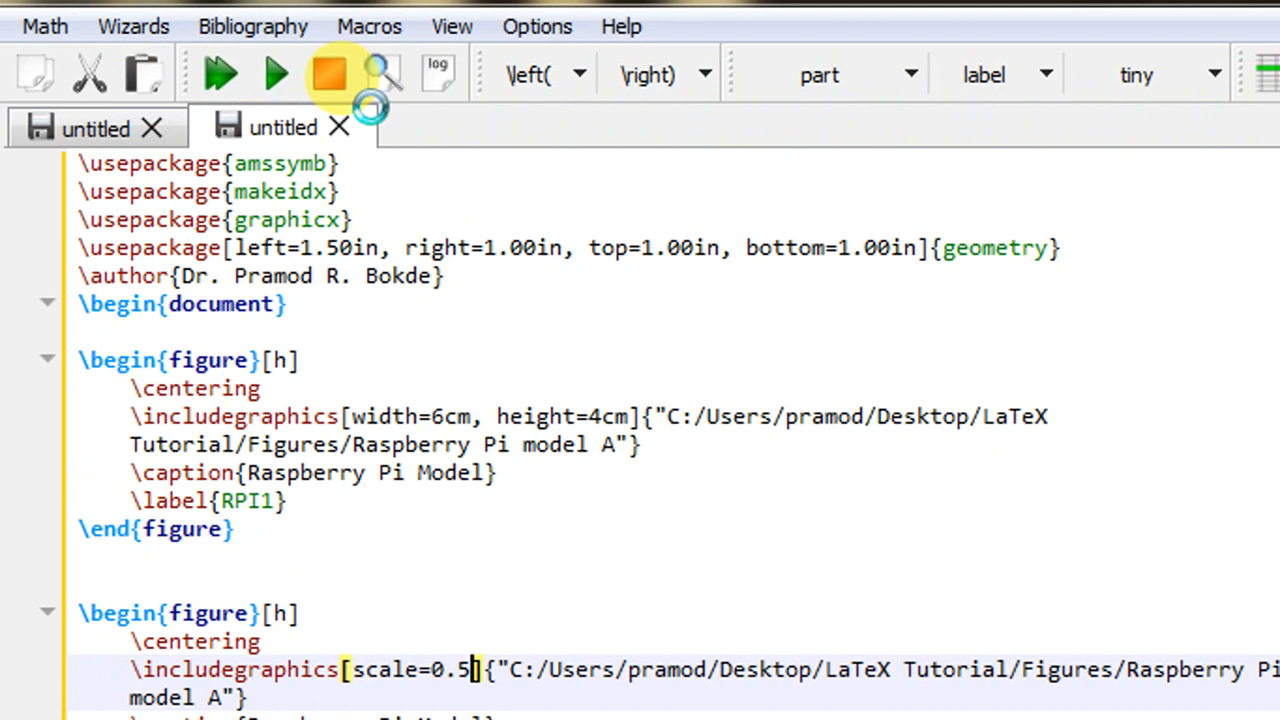 Math Wizards Bibliography Macros View Options Help
log \left( \right) part label tiny
untitled untitled
\usepackage{amssymb}
\usepackage{makeidx}
\usepackage{graphicx}
\usepackage[left=1.50in, right=1.00in, top=1.00in, bottom=1.00in]{geometry}
\author{Dr. Pramod R. Bokde}
\begin{document}
\begin{figure}[h]
\centering
\includegraphics[width=6cm, height=4cm]{"C:/Users/pramod/Desktop/LaTeX
Tutorial/Figures/Raspberry Pi model A"}
\caption{Raspberry Pi Model}
\label{RPI1}
\end{figure}
\begin{figure}[h]
\centering
\includegraphics[scale=0.5]{"C:/Users/pramod/Desktop/LaTeX Tutorial/Figures/Raspberry Pi
model A"}